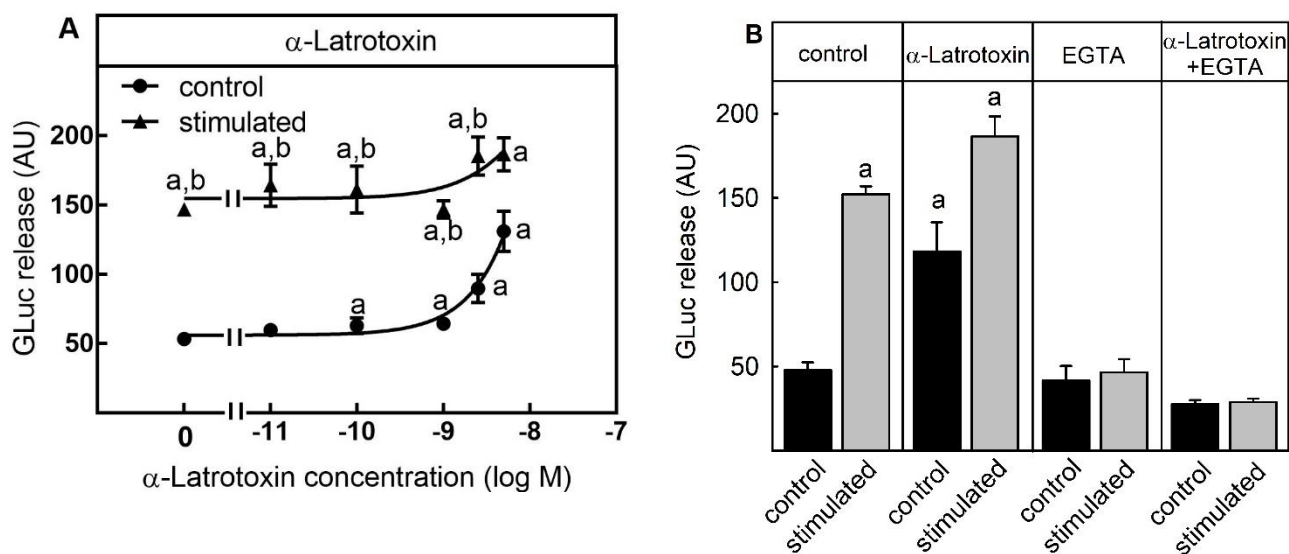 A
α-Latrotoxin
control
stimulated
GLuc release (AU)
200
150
100
50
a,b
a,b
a,b
a,b
a,b
a
a
a
a
a
0
-11
-10
-9
-8
-7
α-Latrotoxin concentration (log M)
B
control
α-Latrotoxin
EGTA
α-Latrotoxin
+EGTA
GLuc release (AU)
200
150
100
50
a
a
a
control
stimulated
control
stimulated
control
stimulated
control
stimulated